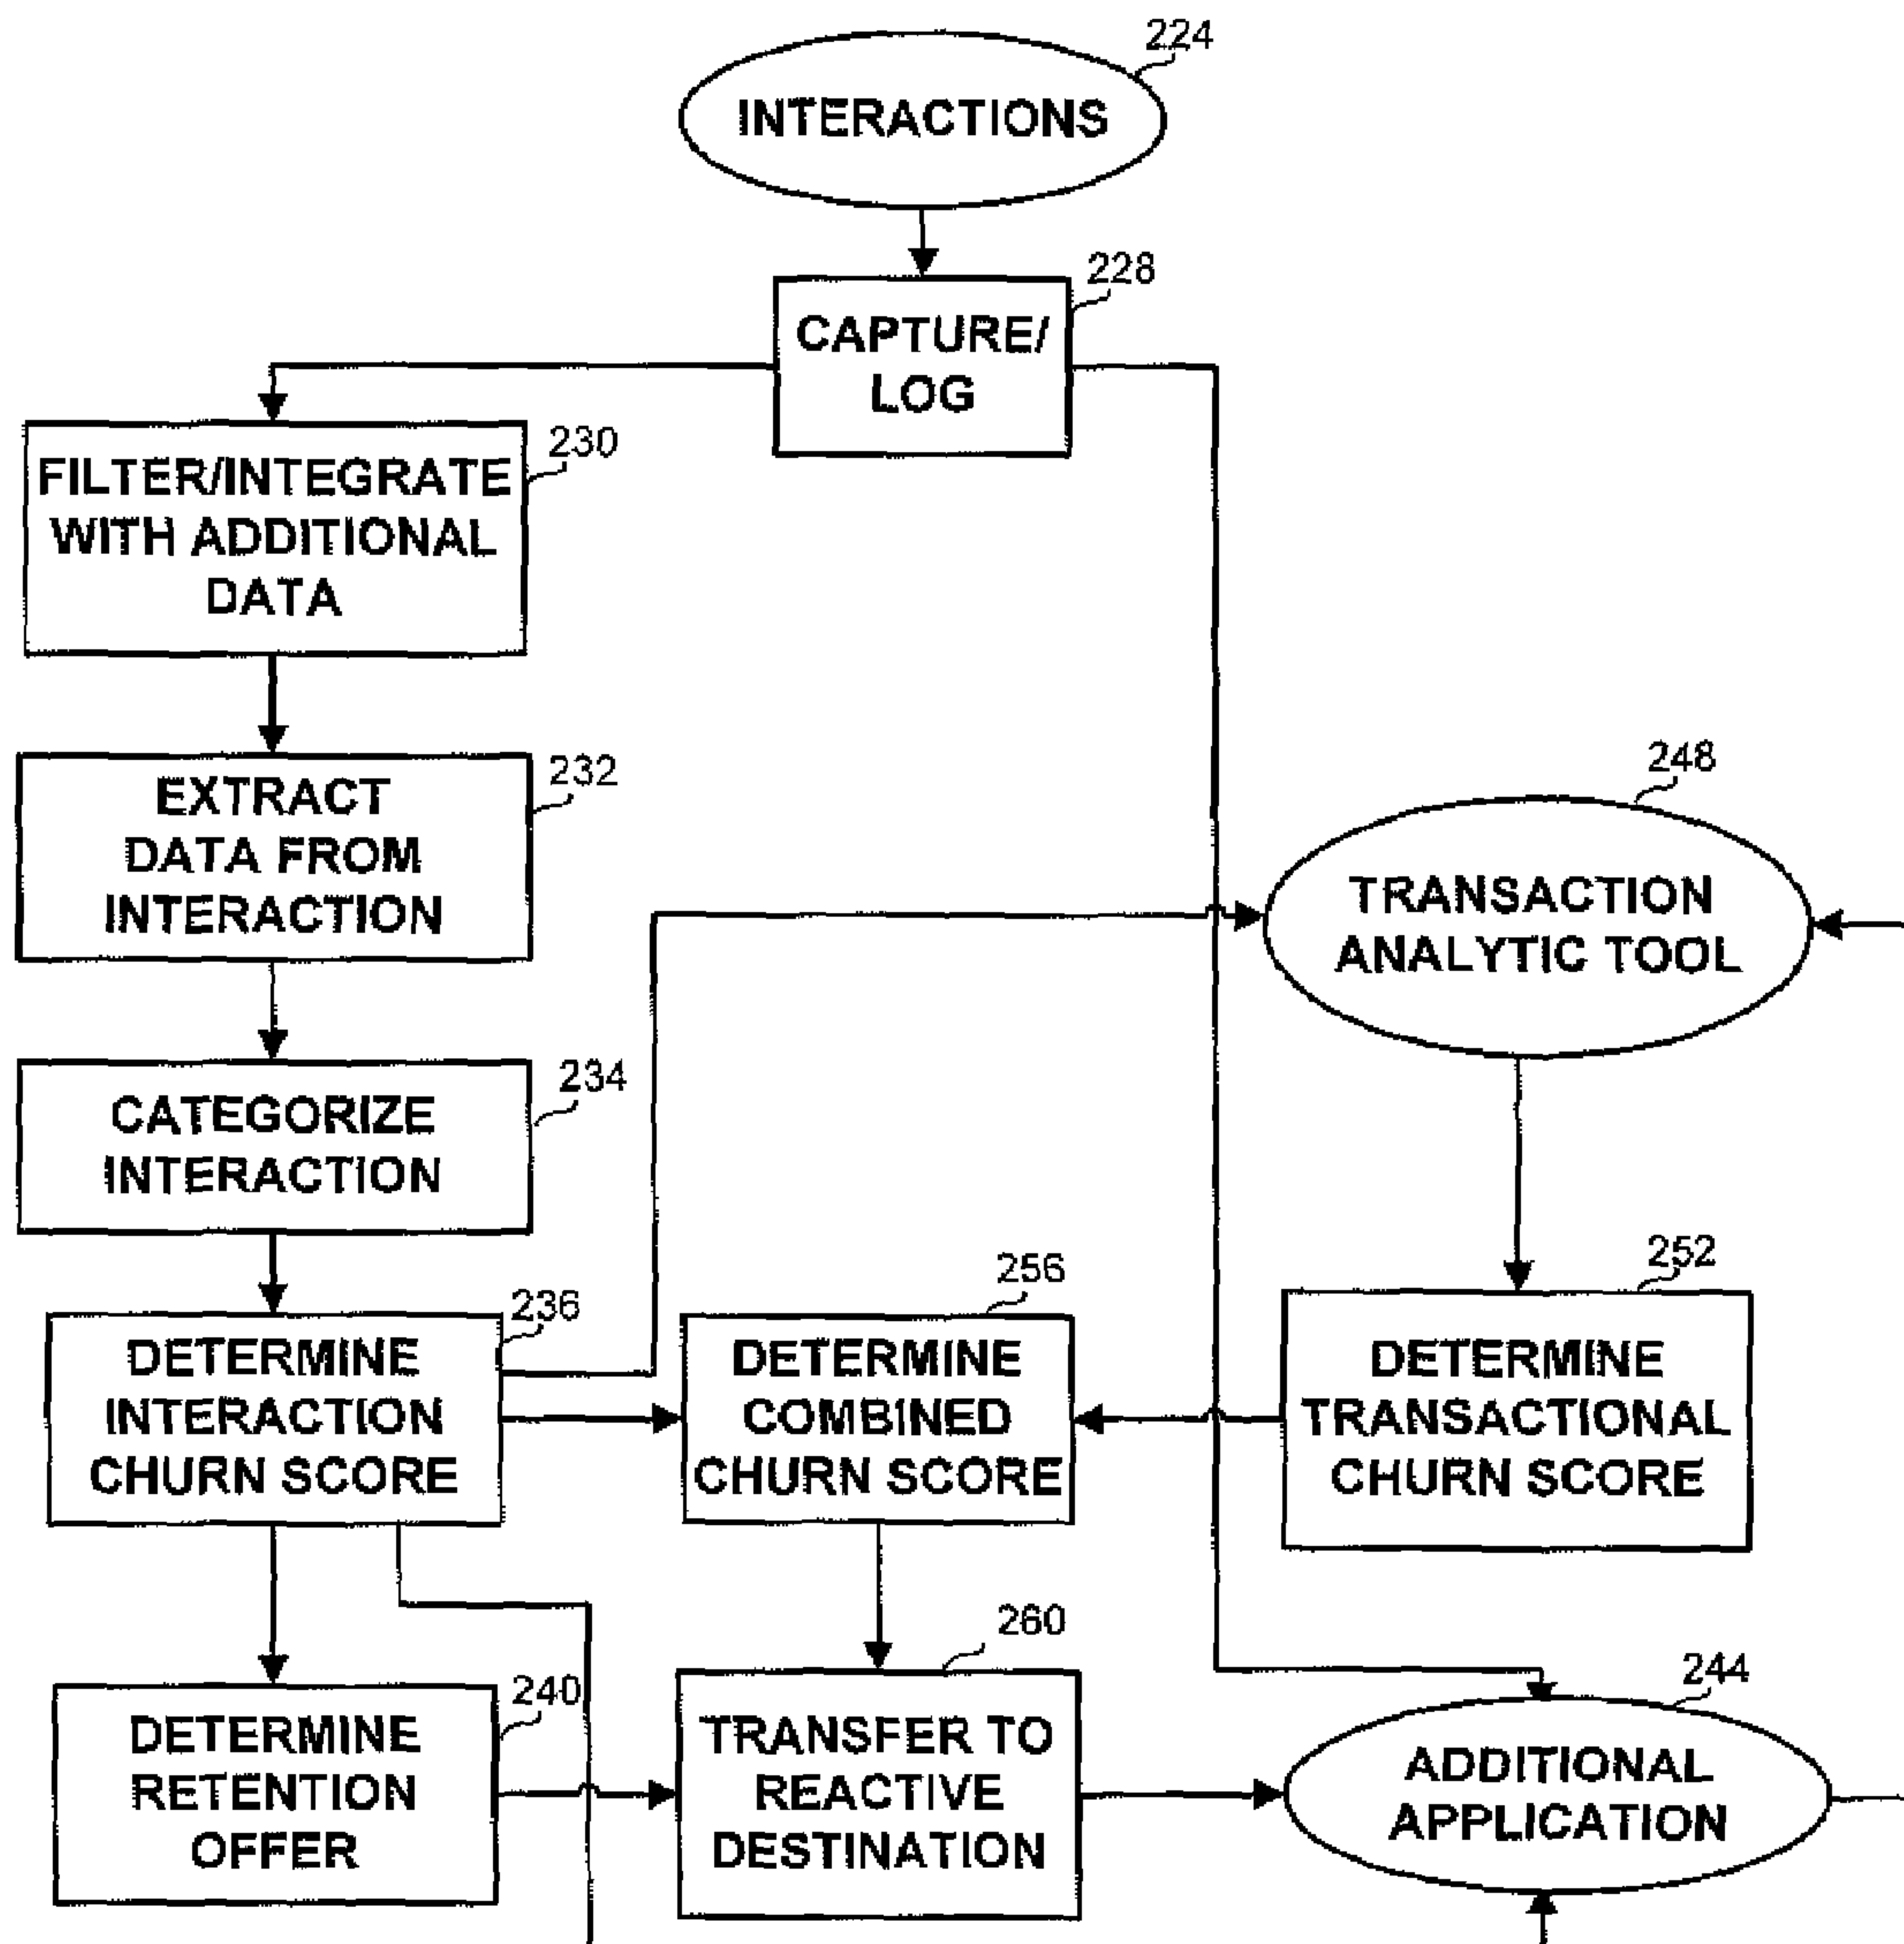 224
INTERACTIONS
228
CAPTURE/
LOG
230
FILTER/INTEGRATE
WITH ADDITIONAL
DATA
232
EXTRACT
DATA FROM
INTERACTION
248
TRANSACTION
ANALYTIC TOOL
234
CATEGORIZE
INTERACTION
236
DETERMINE
INTERACTION
CHURN SCORE
256
DETERMINE
COMBINED
CHURN SCORE
252
DETERMINE
TRANSACTIONAL
CHURN SCORE
240
DETERMINE
RETENTION
OFFER
260
TRANSFER TO
REACTIVE
DESTINATION
244
ADDITIONAL
APPLICATION